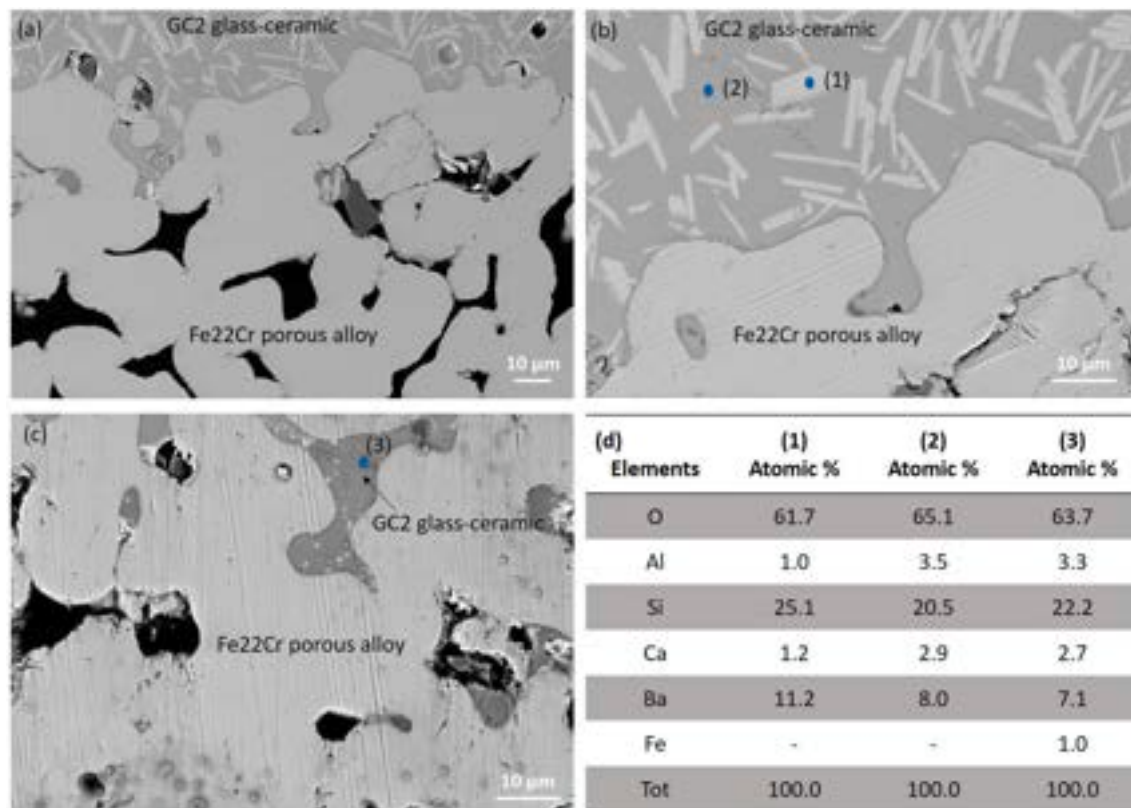 (a)
GC2 glass-ceramic
Fe22Cr porous alloy
10 µm
(b)
GC2 glass-ceramic
(2)
(1)
Fe22Cr porous alloy
10 µm
(c)
(3)
GC2 glass-ceramic
Fe22Cr porous alloy
10 µm
(d) (1) (2) (3)
Elements Atomic % Atomic % Atomic %
O 61.7 65.1 63.7
Al 1.0 3.5 3.3
Si 25.1 20.5 22.2
Ca 1.2 2.9 2.7
Ba 11.2 8.0 7.1
Fe - - 1.0
Tot 100.0 100.0 100.0